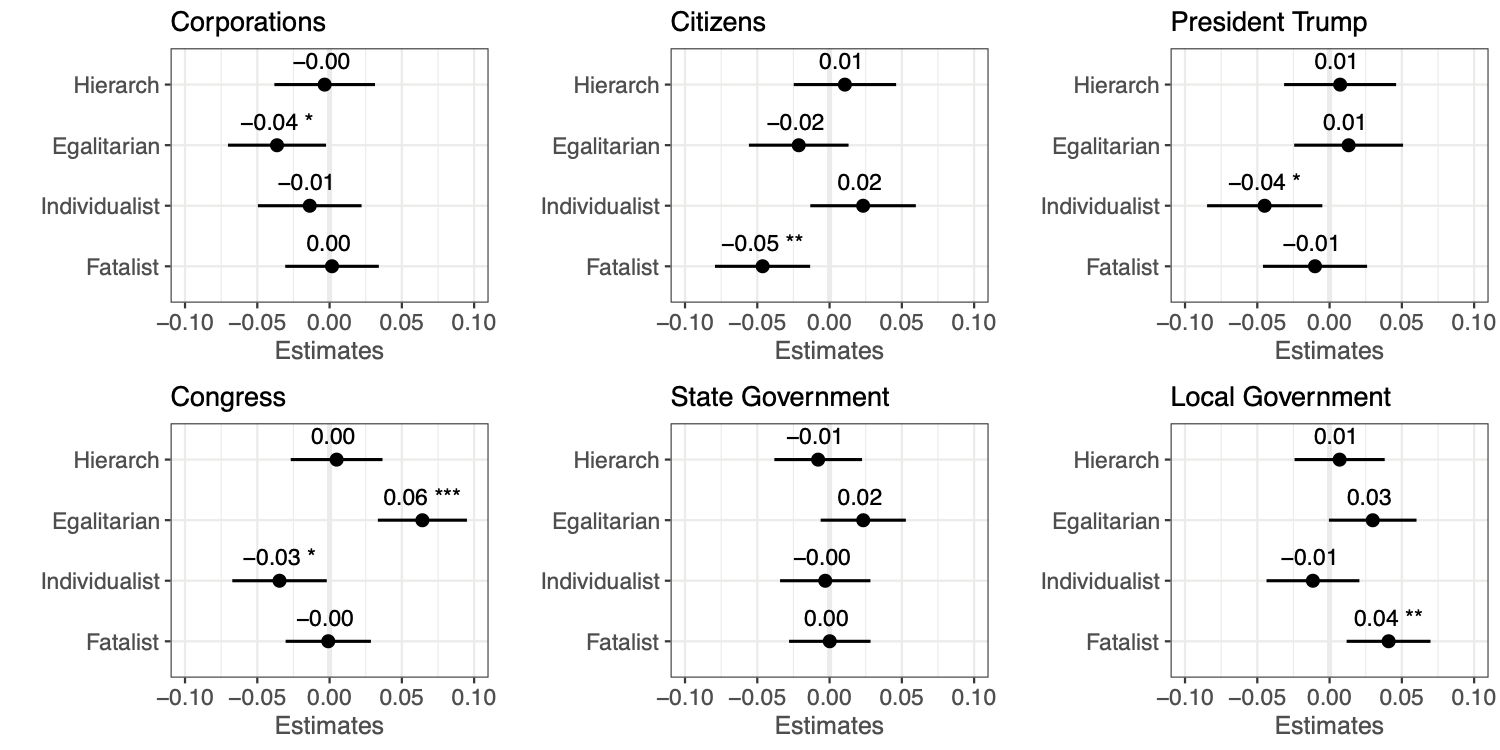 Corporations
−0.00
Hierarch
−0.04 *
Egalitarian
−0.01
Individualist
0.00
Fatalist
−0.10 −0.05 0.00 0.05 0.10
Estimates
Citizens
0.01
Hierarch
−0.02
Egalitarian
0.02
Individualist
−0.05 **
Fatalist
−0.10 −0.05 0.00 0.05 0.10
Estimates
President Trump
0.01
Hierarch
0.01
Egalitarian
−0.04 *
Individualist
−0.01
Fatalist
−0.10 −0.05 0.00 0.05 0.10
Estimates
Congress
0.00
Hierarch
0.06 ***
Egalitarian
−0.03 *
Individualist
−0.00
Fatalist
−0.10 −0.05 0.00 0.05 0.10
Estimates
State Government
−0.01
Hierarch
0.02
Egalitarian
−0.00
Individualist
0.00
Fatalist
−0.10 −0.05 0.00 0.05 0.10
Estimates
Local Government
0.01
Hierarch
0.03
Egalitarian
−0.01
Individualist
0.04 **
Fatalist
−0.10 −0.05 0.00 0.05 0.10
Estimates